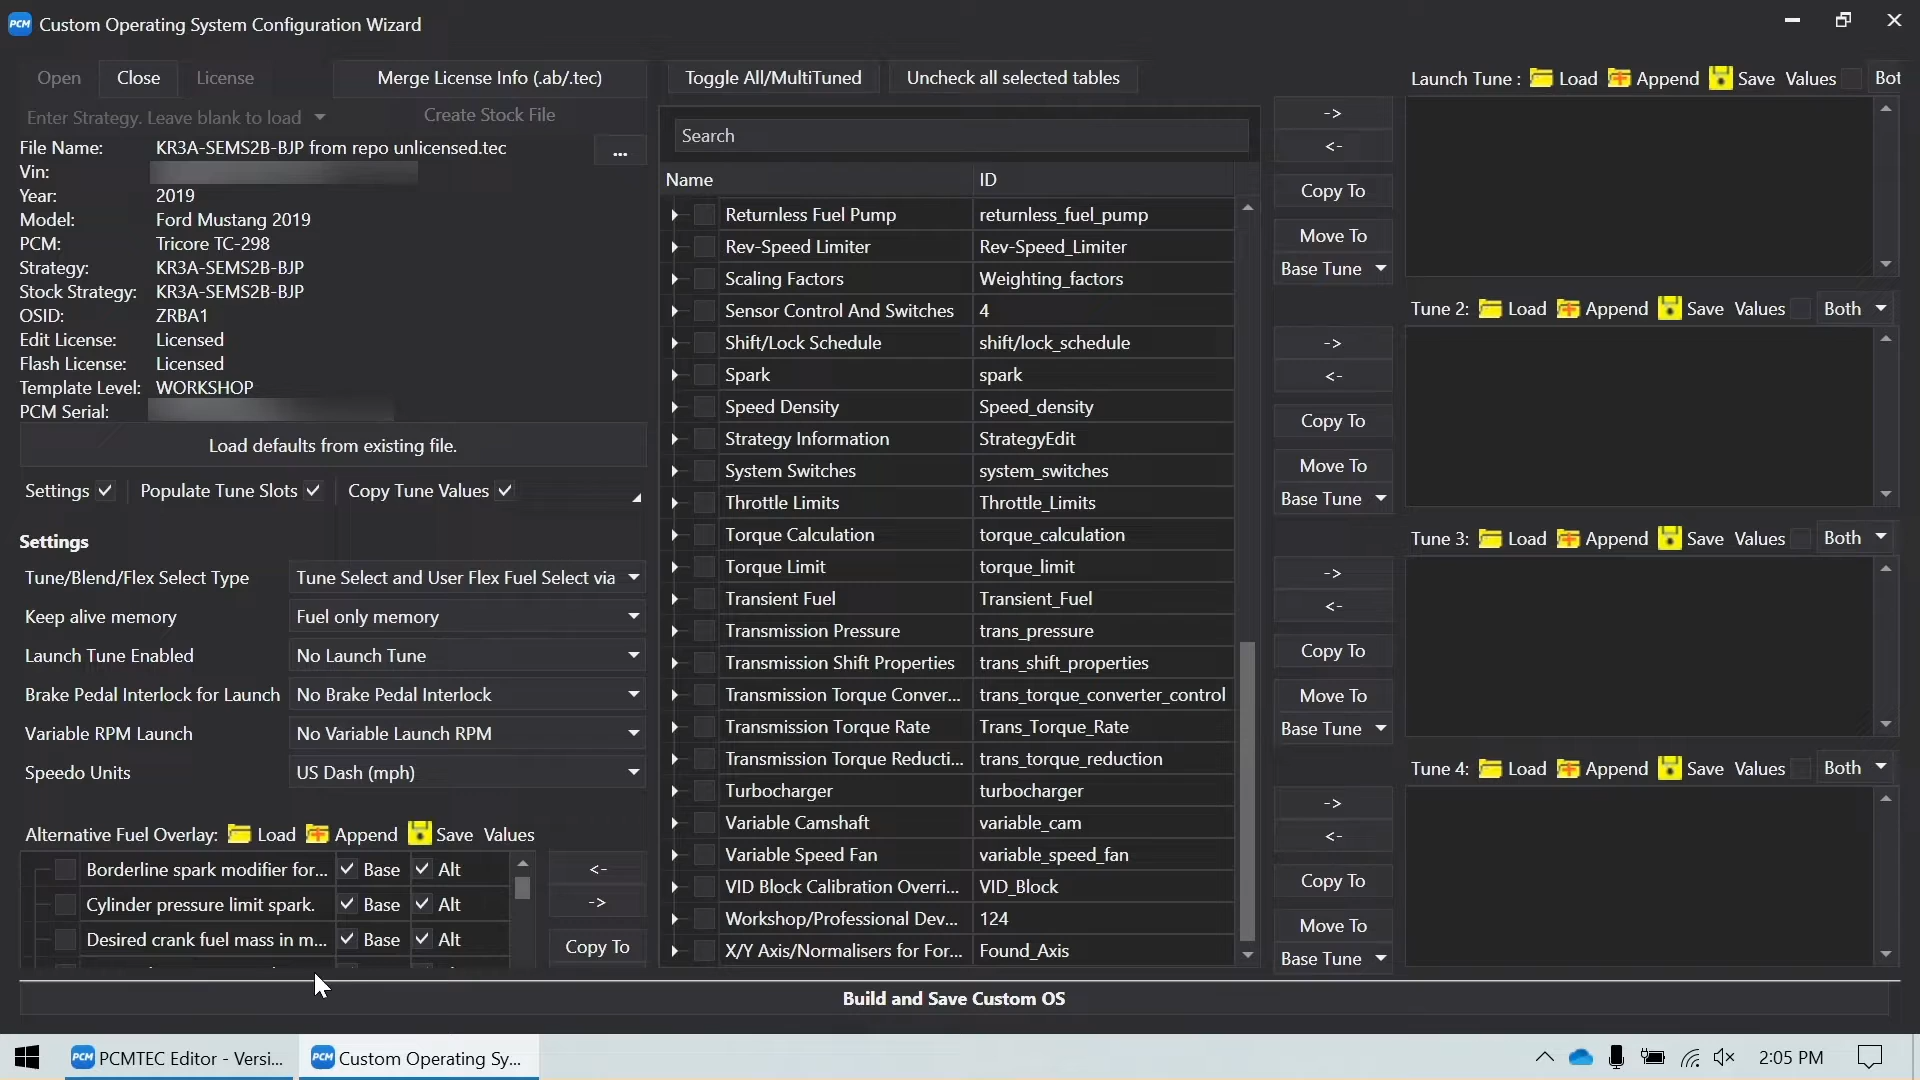 PCM Custom Operating System Configuration Wizard
Open Close License Merge License Info (.ab/.tec) Toggle All/MultiTuned Uncheck all selected tables
Enter Strategy. Leave blank to load Create Stock File
File Name: KR3A-SEMS2B-BJP from repo unlicensed.tec ...
Vin:
Year: 2019
Model: Ford Mustang 2019
PCM: Tricore TC-298
Strategy: KR3A-SEMS2B-BJP
Stock Strategy: KR3A-SEMS2B-BJP
OSID: ZRBA1
Edit License: Licensed
Flash License: Licensed
Template Level: WORKSHOP
PCM Serial:
Load defaults from existing file.
Settings Populate Tune Slots Copy Tune Values
Settings
Tune/Blend/Flex Select Type Tune Select and User Flex Fuel Select via
Keep alive memory Fuel only memory
Launch Tune Enabled No Launch Tune
Brake Pedal Interlock for Launch No Brake Pedal Interlock
Variable RPM Launch No Variable Launch RPM
Speedo Units US Dash (mph)
Alternative Fuel Overlay: Load Append Save Values
Borderline spark modifier for... Base Alt
Cylinder pressure limit spark. Base Alt
Desired crank fuel mass in m... Base Alt
<-
->
Copy To
Search
Name ID
Returnless Fuel Pump returnless_fuel_pump
Rev-Speed Limiter Rev-Speed_Limiter
Scaling Factors Weighting_factors
Sensor Control And Switches 4
Shift/Lock Schedule shift/lock_schedule
Spark spark
Speed Density Speed_density
Strategy Information StrategyEdit
System Switches system_switches
Throttle Limits Throttle_Limits
Torque Calculation torque_calculation
Torque Limit torque_limit
Transient Fuel Transient_Fuel
Transmission Pressure trans_pressure
Transmission Shift Properties trans_shift_properties
Transmission Torque Conver... trans_torque_converter_control
Transmission Torque Rate Trans_Torque_Rate
Transmission Torque Reducti... trans_torque_reduction
Turbocharger turbocharger
Variable Camshaft variable_cam
Variable Speed Fan variable_speed_fan
VID Block Calibration Overri... VID_Block
Workshop/Professional Dev... 124
X/Y Axis/Normalisers for For... Found_Axis
Launch Tune : Load Append Save Values Bot
->
<-
Copy To
Move To
Base Tune
Tune 2: Load Append Save Values Both
->
<-
Copy To
Move To
Base Tune
Tune 3: Load Append Save Values Both
->
<-
Copy To
Move To
Base Tune
Tune 4: Load Append Save Values Both
->
<-
Copy To
Move To
Base Tune
Build and Save Custom OS
PCM PCMTEC Editor - Versi... PCM Custom Operating Sy... 2:05 PM